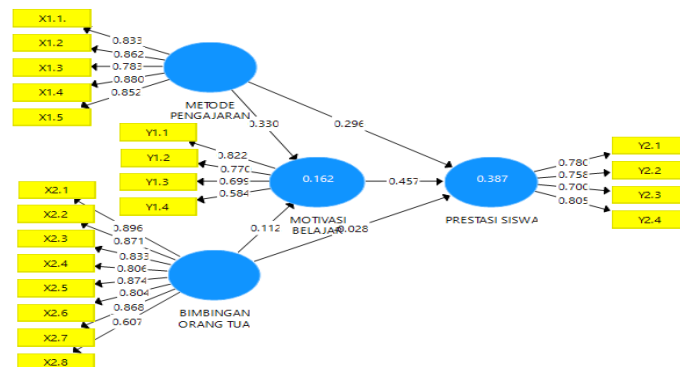 X1.1.
X1.2
X1.3
X1.4
X1.5
0.833
0.862
0.783
0.880
0.852
METODE
PENGAJARAN
0.330
0.296
Y1.1
Y1.2
Y1.3
Y1.4
0.822
0.770
0.699
0.584
0.162
MOTIVASI
BELAJAR
0.457
0.387
PRESTASI SISWA
0.780
0.758
0.700
0.805
Y2.1
Y2.2
Y2.3
Y2.4
X2.1
X2.2
X2.3
X2.4
X2.5
X2.6
X2.7
X2.8
0.896
0.871
0.833
0.806
0.874
0.804
0.868
0.607
0.112
BIMBINGAN
ORANG TUA